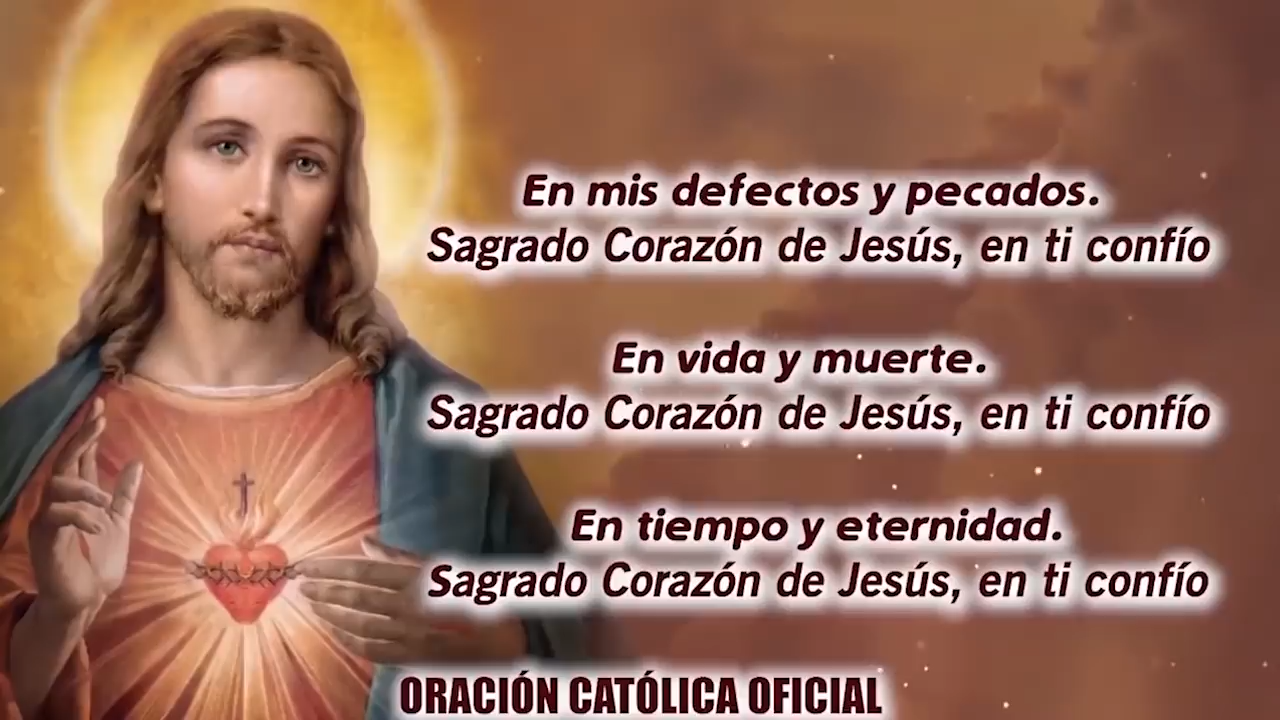 En mis defectos y pecados.
Sagrado Corazón de Jesús, en ti confío
En vida y muerte.
Sagrado Corazón de Jesús, en ti confío
En tiempo y eternidad.
Sagrado Corazón de Jesús, en ti confío
ORACIÓN CATÓLICA OFICIAL